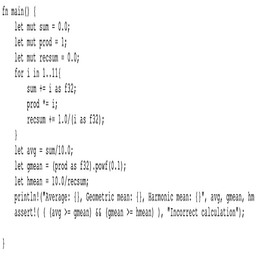 fn main() {
let mut sum = 0.0;
let mut prod = 1;
let mut recsum = 0.0;
for i in 1..11{
sum += i as f32;
prod *= i;
recsum += 1.0/(i as f32);
}
let avg = sum/10.0;
let gmean = (prod as f32).powf(0.1);
let hmean = 10.0/recsum;
println!("Average: {}, Geometric mean: {}, Harmonic mean: {}", avg, gmean, hm
assert!( ( (avg >= gmean) && (gmean >= hmean) ), "Incorrect calculation");
}